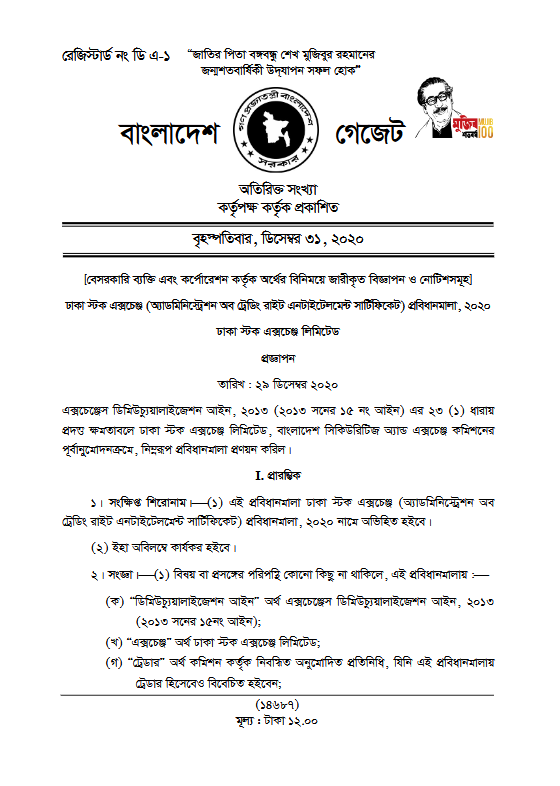 রেজিস্টার্ড নং ডি এ-১
“জাতির পিতা বঙ্গবন্ধু শেখ মুজিবুর রহমানের
জন্মশতবার্ষিকী উদ্‌যাপন সফল হোক”
বাংলাদেশ
গণপ্রজাতন্ত্রী বাংলাদেশ
সরকার
গেজেট
মুজিব
শতবর্ষ
MUJIB
100
অতিরিক্ত সংখ্যা
কর্তৃপক্ষ কর্তৃক প্রকাশিত
বৃহস্পতিবার, ডিসেম্বর ৩১, ২০২০
[বেসরকারি ব্যক্তি এবং কর্পোরেশন কর্তৃক অর্থের বিনিময়ে জারীকৃত বিজ্ঞাপন ও নোটিশসমূহ]
ঢাকা স্টক এক্সচেঞ্জ (অ্যাডমিনিস্ট্রেশন অব ট্রেডিং রাইট এনটাইটেলমেন্ট সার্টিফিকেট) প্রবিধানমালা, ২০২০
ঢাকা স্টক এক্সচেঞ্জ লিমিটেড
প্রজ্ঞাপন
তারিখ : ২৯ ডিসেম্বর ২০২০
এক্সচেঞ্জেস ডিমিউচ্যুয়ালাইজেশন আইন, ২০১৩ (২০১৩ সনের ১৫ নং আইন) এর ২৩ (১) ধারায়
প্রদত্ত ক্ষমতাবলে ঢাকা স্টক এক্সচেঞ্জ লিমিটেড, বাংলাদেশ সিকিউরিটিজ অ্যান্ড এক্সচেঞ্জ কমিশনের
পূর্বানুমোদনক্রমে, নিম্নরূপ প্রবিধানমালা প্রণয়ন করিল।
I. প্রারম্ভিক
১। সংক্ষিপ্ত শিরোনাম।—(১) এই প্রবিধানমালা ঢাকা স্টক এক্সচেঞ্জ (অ্যাডমিনিস্ট্রেশন অব
ট্রেডিং রাইট এনটাইটেলমেন্ট সার্টিফিকেট) প্রবিধানমালা, ২০২০ নামে অভিহিত হইবে।
(২) ইহা অবিলম্বে কার্যকর হইবে।
২। সংজ্ঞা।—(১) বিষয় বা প্রসঙ্গের পরিপন্থি কোনো কিছু না থাকিলে, এই প্রবিধানমালায় :—
(ক) “ডিমিউচ্যুয়ালাইজেশন আইন” অর্থ এক্সচেঞ্জেস ডিমিউচ্যুয়ালাইজেশন আইন, ২০১৩
(২০১৩ সনের ১৫নং আইন);
(খ) “এক্সচেঞ্জ” অর্থ ঢাকা স্টক এক্সচেঞ্জ লিমিটেড;
(গ) “ট্রেডার” অর্থ কমিশন কর্তৃক নিবন্ধিত অনুমোদিত প্রতিনিধি, যিনি এই প্রবিধানমালায়
ট্রেডার হিসেবেও বিবেচিত হইবেন;
(১৪৬৮৭)
মূল্য : টাকা ১২.০০